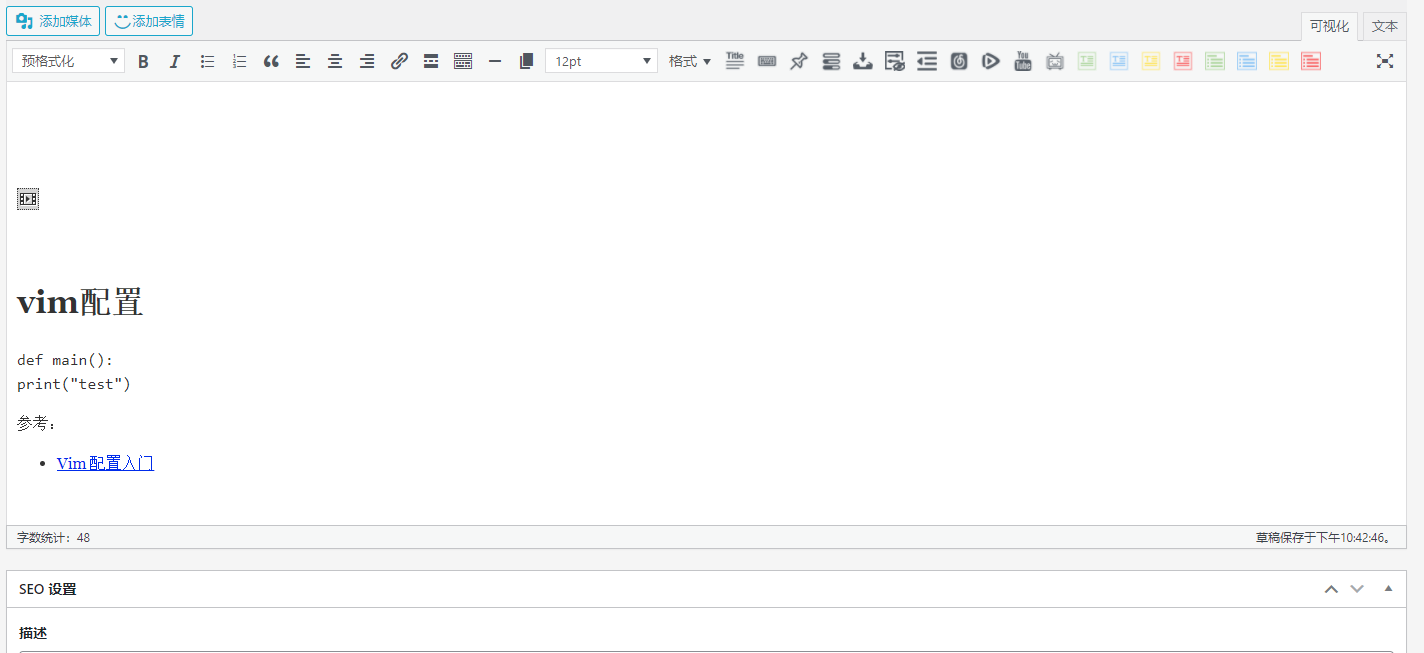 添加媒体 添加表情
可视化 文本
预格式化 B I 12pt 格式 Title You Tube
vim配置
def main():
print("test")
参考：
Vim 配置入门
字数统计：48 草稿保存于下午10:42:46。
SEO 设置
描述